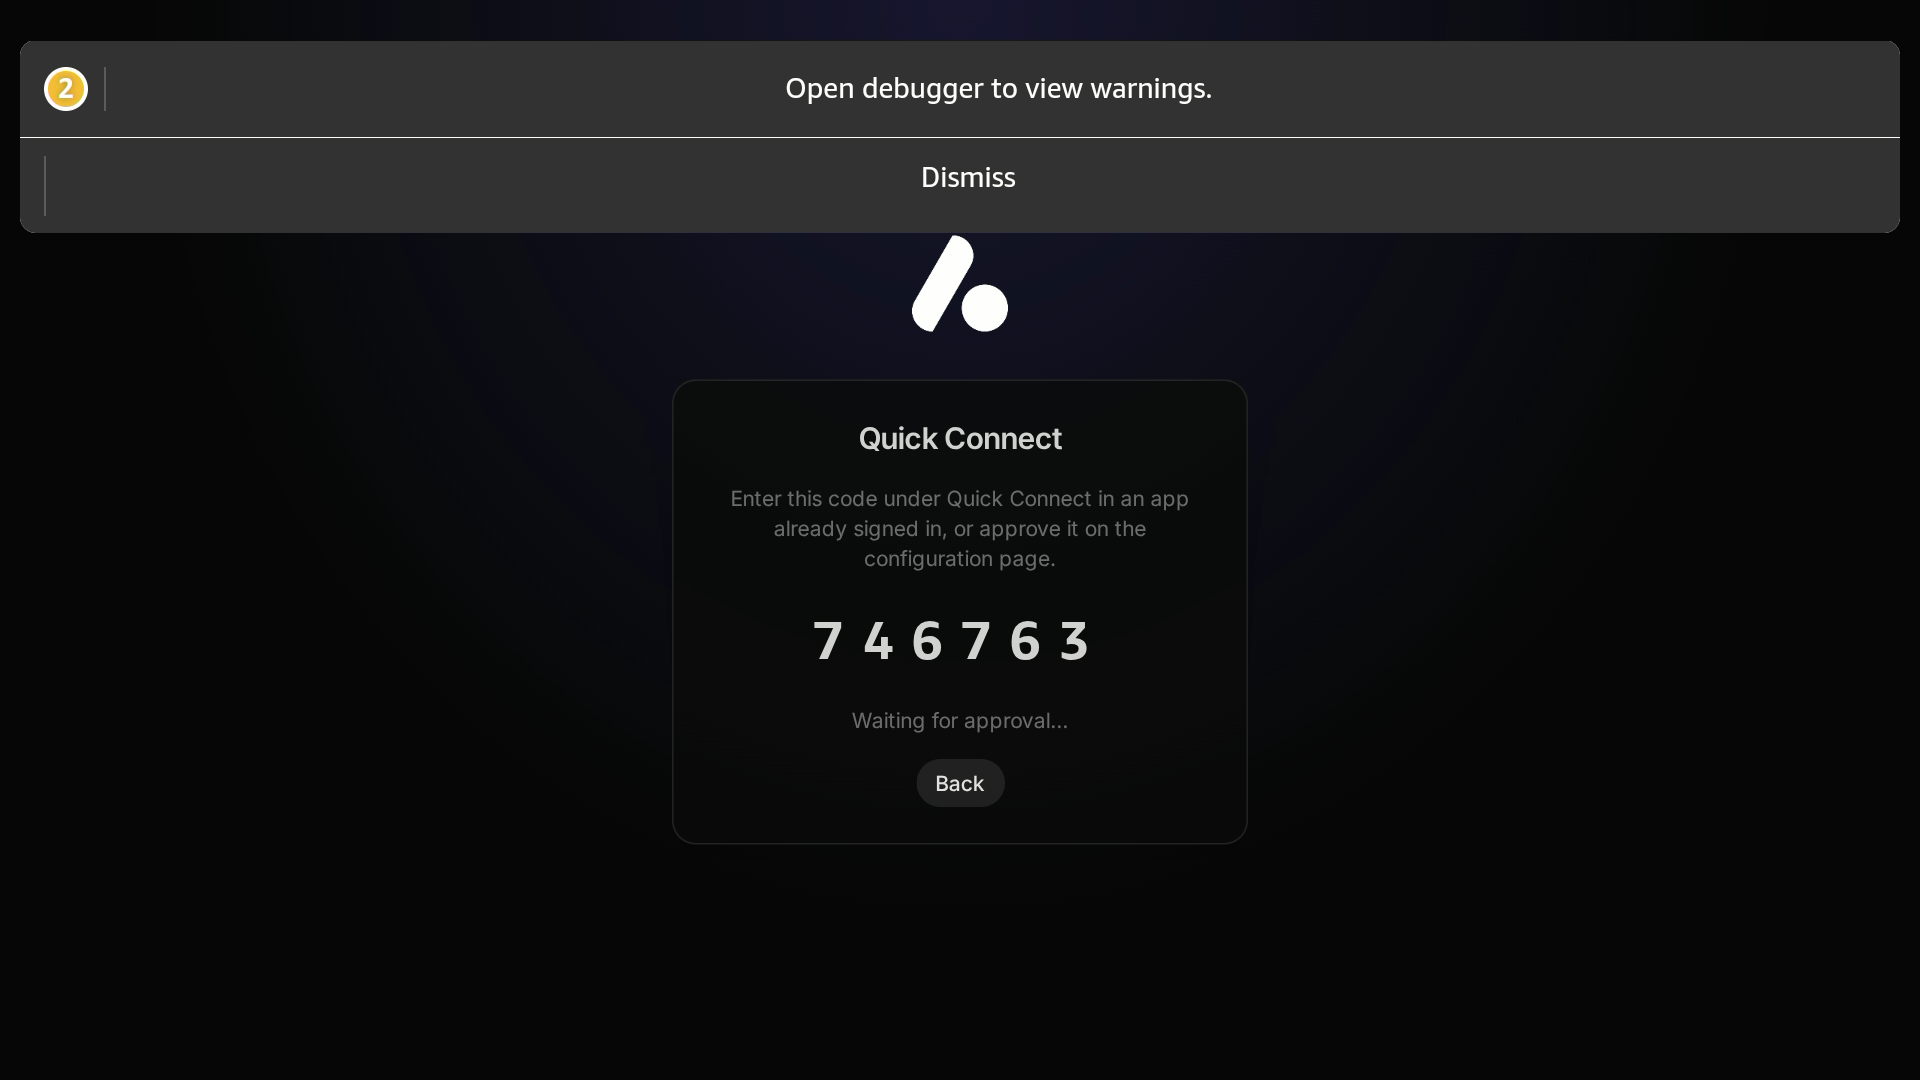 2
Open debugger to view warnings.
Dismiss
Quick Connect
Enter this code under Quick Connect in an app
already signed in, or approve it on the
configuration page.
7 4 6 7 6 3
Waiting for approval...
Back